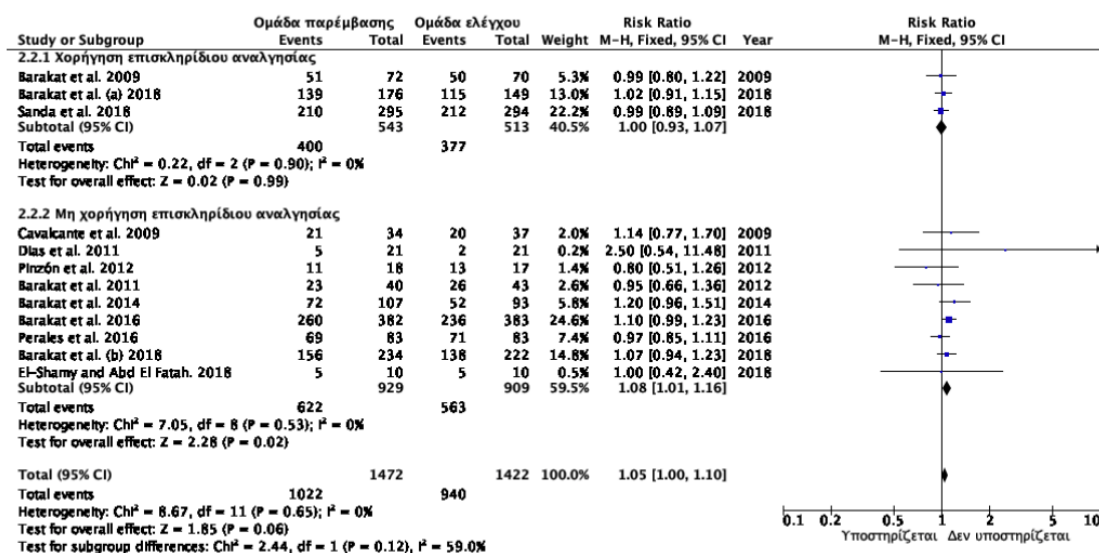 Ομάδα παρέμβασης Ομάδα ελέγχου Risk Ratio Risk Ratio
Study or Subgroup Events Total Events Total Weight M-H, Fixed, 95% CI Year M-H, Fixed, 95% CI
2.2.1 Χορήγηση επισκληρίδιου αναλγησίας
Barakat et al. 2009 51 72 50 70 5.3% 0.99 [0.80, 1.22] 2009
Barakat et al. (a) 2018 139 176 115 149 13.0% 1.02 [0.91, 1.15] 2018
Sanda et al. 2018 210 295 212 294 22.2% 0.99 [0.89, 1.09] 2018
Subtotal (95% CI) 543 513 40.5% 1.00 [0.93, 1.07]
Total events 400 377
Heterogeneity: Chi² = 0.22, df = 2 (P = 0.90); I² = 0%
Test for overall effect: Z = 0.02 (P = 0.99)
2.2.2 Μη χορήγηση επισκληρίδιου αναλγησίας
Cavalcante et al. 2009 21 34 20 37 2.0% 1.14 [0.77, 1.70] 2009
Dias et al. 2011 5 21 2 21 0.2% 2.50 [0.54, 11.48] 2011
Pinzón et al. 2012 11 18 13 17 1.4% 0.80 [0.51, 1.26] 2012
Barakat et al. 2011 23 40 26 43 2.6% 0.95 [0.66, 1.36] 2012
Barakat et al. 2014 72 107 52 93 5.8% 1.20 [0.96, 1.51] 2014
Barakat et al. 2016 260 382 236 383 24.6% 1.10 [0.99, 1.23] 2016
Perales et al. 2016 69 83 71 83 7.4% 0.97 [0.85, 1.11] 2016
Barakat et al. (b) 2018 156 234 138 222 14.8% 1.07 [0.94, 1.23] 2018
El-Shamy and Abd El Fatah. 2018 5 10 5 10 0.5% 1.00 [0.42, 2.40] 2018
Subtotal (95% CI) 929 909 59.5% 1.08 [1.01, 1.16]
Total events 622 563
Heterogeneity: Chi² = 7.05, df = 8 (P = 0.53); I² = 0%
Test for overall effect: Z = 2.28 (P = 0.02)
Total (95% CI) 1472 1422 100.0% 1.05 [1.00, 1.10]
Total events 1022 940
Heterogeneity: Chi² = 8.67, df = 11 (P = 0.65); I² = 0%
Test for overall effect: Z = 1.85 (P = 0.06)
Test for subgroup differences: Chi² = 2.44, df = 1 (P = 0.12), I² = 59.0%
0.1 0.2 0.5 1 2 5 10
Υποστηρίζεται Δεν υποστηρίζεται